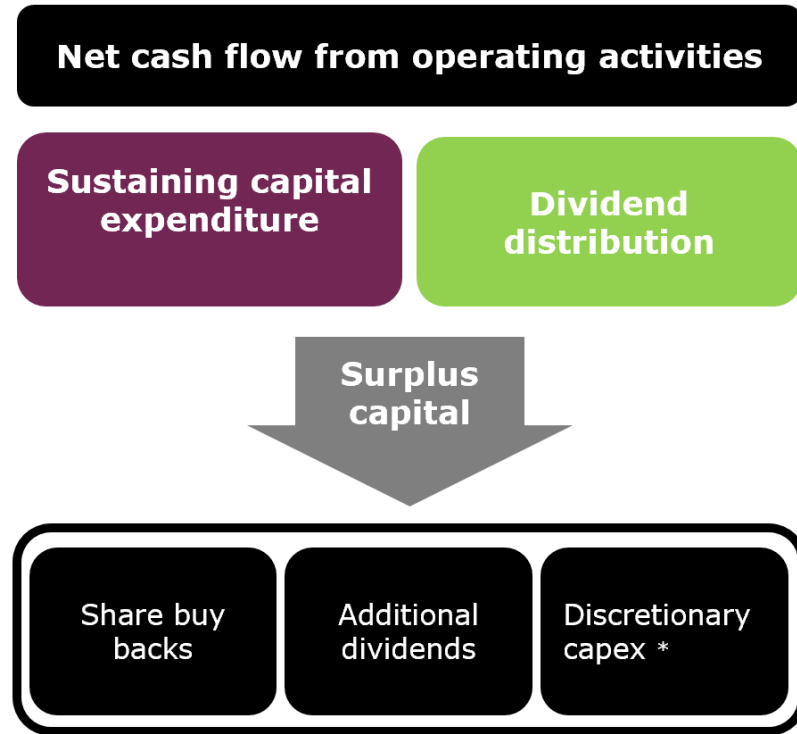 Net cash flow from operating activities
Sustaining capital
expenditure
Dividend
distribution
Surplus
capital
Share buy
backs
Additional
dividends
Discretionary
capex *